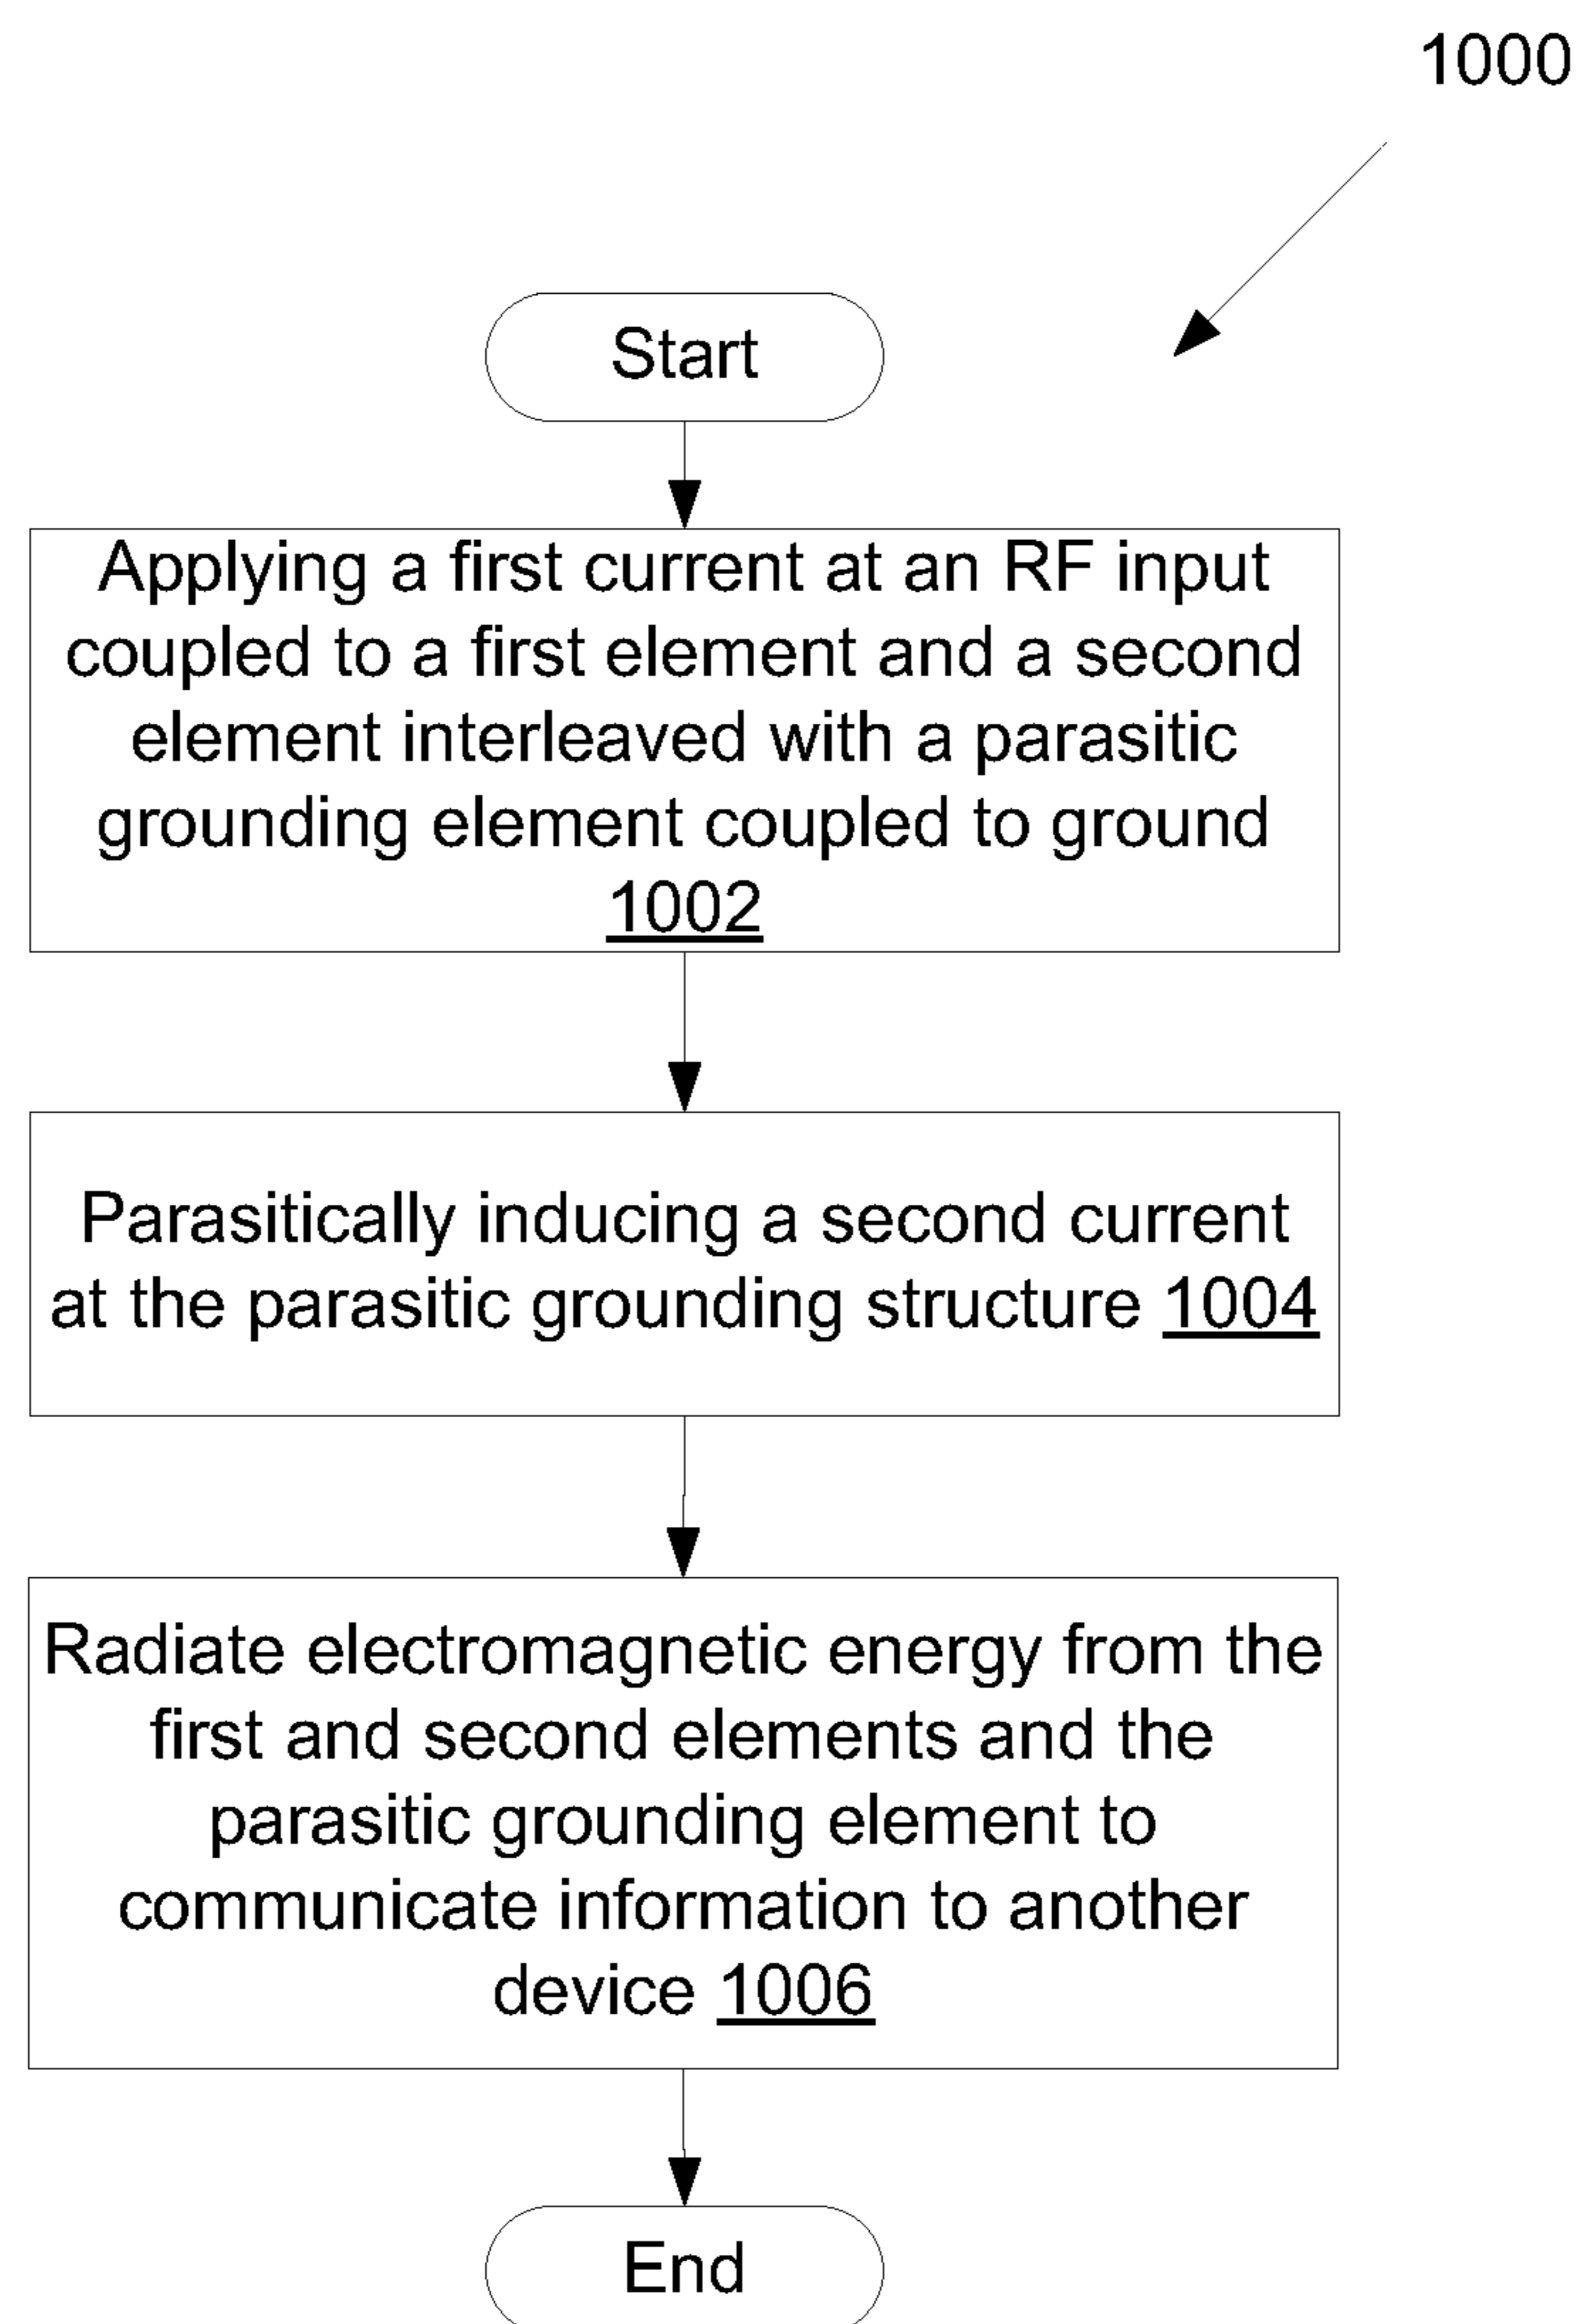 1000
Start
Applying a first current at an RF input
coupled to a first element and a second
element interleaved with a parasitic
grounding element coupled to ground
1002
Parasitically inducing a second current
at the parasitic grounding structure 1004
Radiate electromagnetic energy from the
first and second elements and the
parasitic grounding element to
communicate information to another
device 1006
End